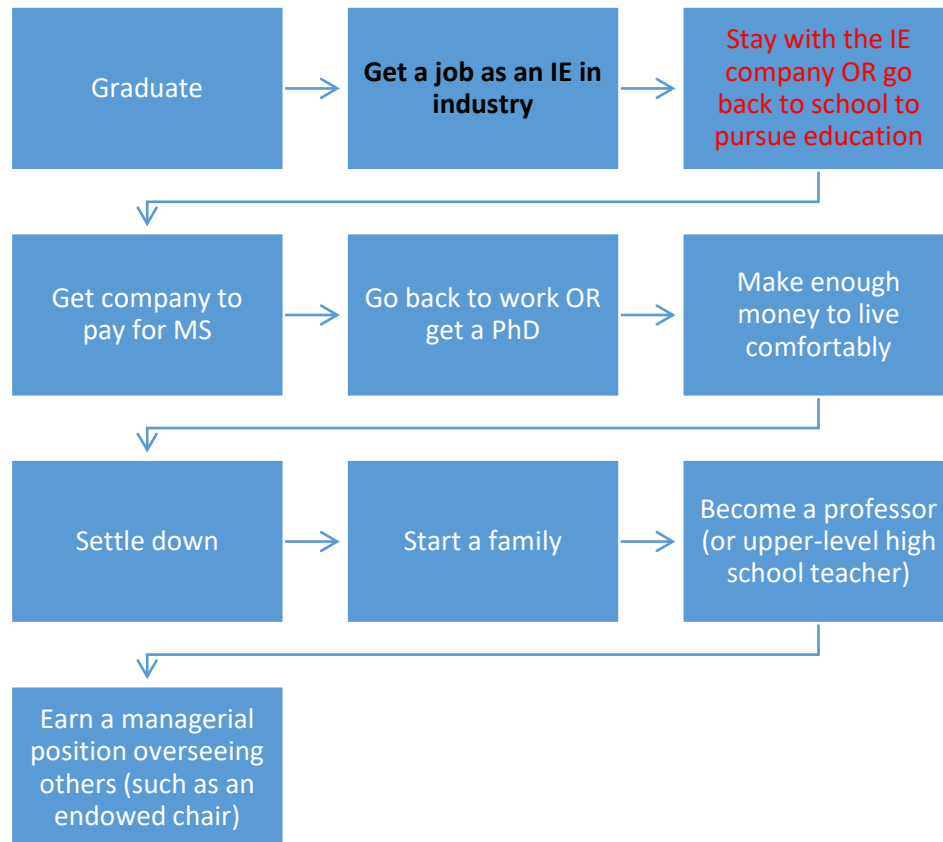 Graduate
Get a job as an IE in
industry
Stay with the IE
company OR go
back to school to
pursue education
Get company to
pay for MS
Go back to work OR
get a PhD
Make enough
money to live
comfortably
Settle down
Start a family
Become a professor
(or upper-level high
school teacher)
Earn a managerial
position overseeing
others (such as an
endowed chair)